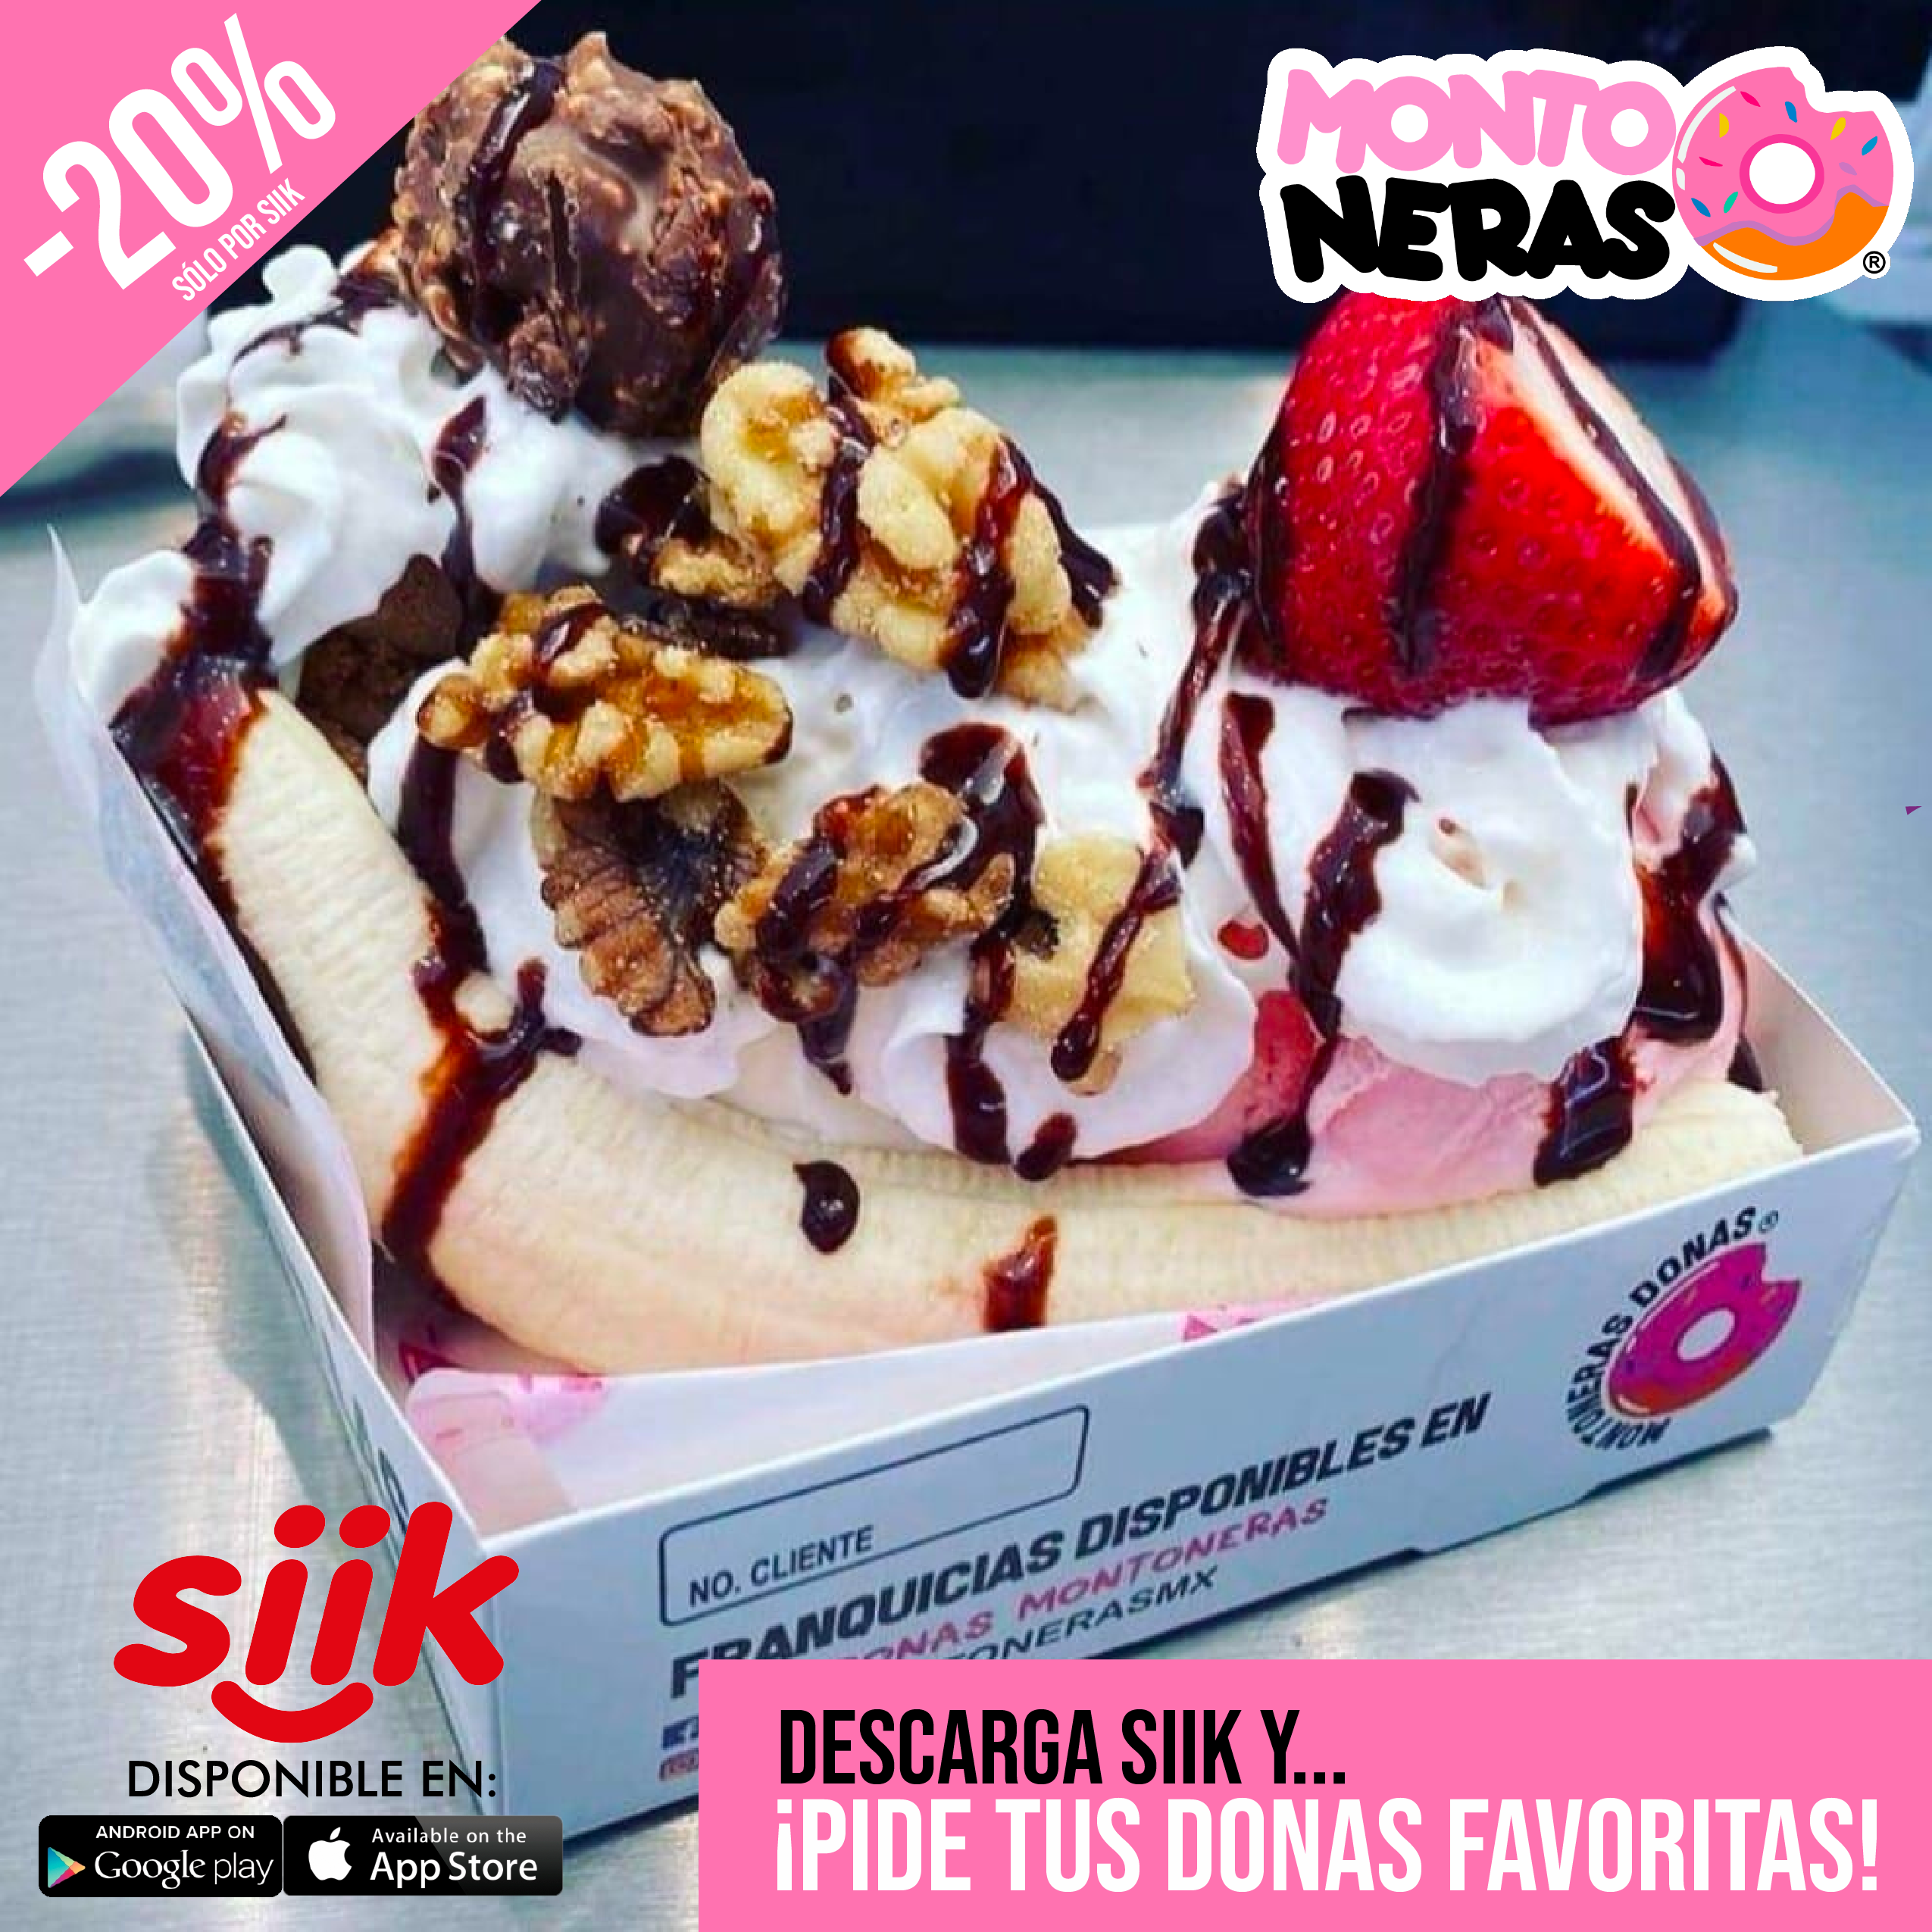 -20%
SÓLO POR SIIK
MONTO
NERAS
®
MONTONERAS DONAS®
NO. CLIENTE
FRANQUICIAS DISPONIBLES EN
MONTONERAS
siik
DISPONIBLE EN:
ANDROID APP ON
Google play
Available on the
App Store
DESCARGA SIIK Y...
¡PIDE TUS DONAS FAVORITAS!